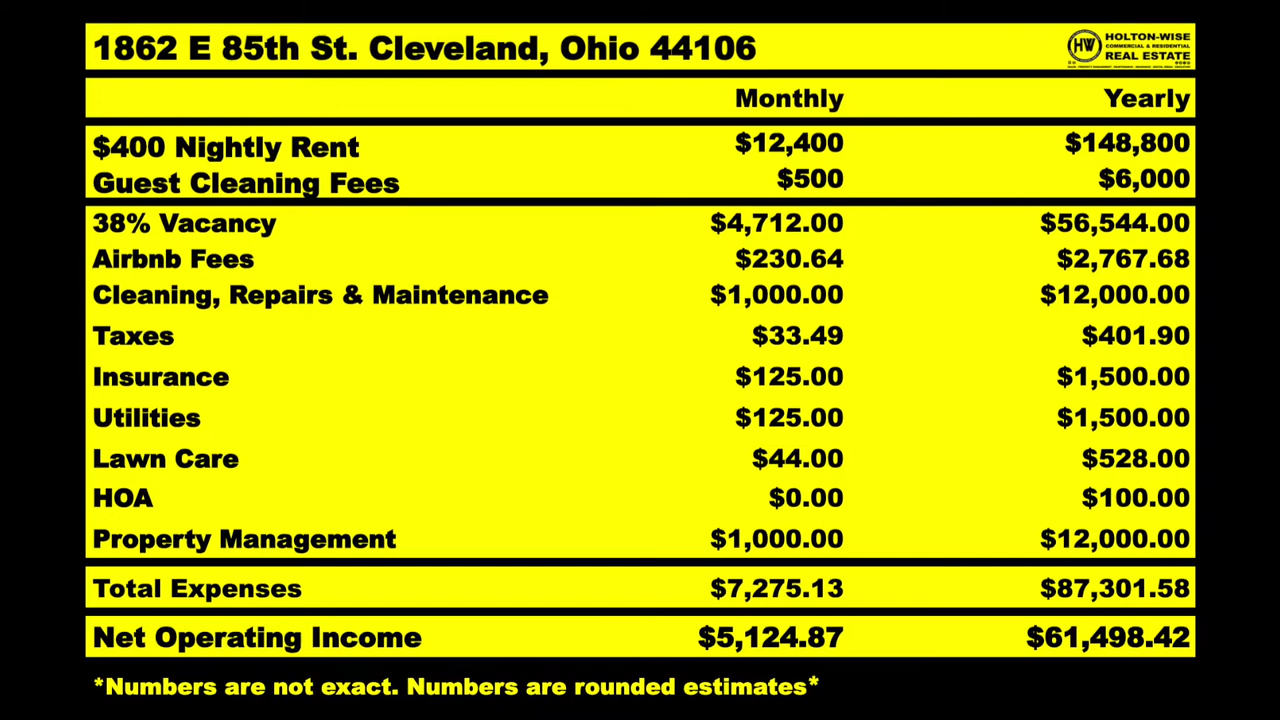 1862 E 85th St. Cleveland, Ohio 44106
HW
HOLTON-WISE
COMMERCIAL & RESIDENTIAL
REAL ESTATE
Monthly Yearly
$400 Nightly Rent $12,400 $148,800
Guest Cleaning Fees $500 $6,000
38% Vacancy $4,712.00 $56,544.00
Airbnb Fees $230.64 $2,767.68
Cleaning, Repairs & Maintenance $1,000.00 $12,000.00
Taxes $33.49 $401.90
Insurance $125.00 $1,500.00
Utilities $125.00 $1,500.00
Lawn Care $44.00 $528.00
HOA $0.00 $100.00
Property Management $1,000.00 $12,000.00
Total Expenses $7,275.13 $87,301.58
Net Operating Income $5,124.87 $61,498.42
*Numbers are not exact. Numbers are rounded estimates*